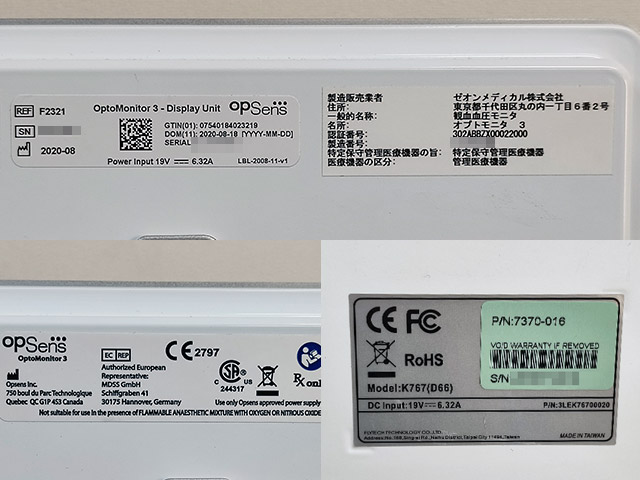 REF F2321
OptoMonitor 3 - Display Unit opSens
SN
GTIN(01): 07540184023219
DOM(11): 2020-08-18 [YYYY-MM-DD]
SERIAL
2020-08
Power Input 19V 6.32A
LBL-2008-11-v1
製造販売業者 ゼオンメディカル株式会社
住所: 東京都千代田区丸の内一丁目6番2号
一般的名称: 観血血圧モニタ
名所: オプトモニタ 3
認証番号: 302ABBZX00022000
製造番号:
特定保守管理医療機器の旨: 特定保守管理医療機器
医療機器の区分: 管理医療機器
opSens
OptoMonitor 3
Opsens Inc.
750 boul du Parc Technologique
Quebec QC G1P 4S3 Canada
EC REP
Authorized European
Representative:
MDSS GmbH
Schiffgraben 41
30175 Hannover, Germany
CE 2797
C US
244317
Rx onl
Use only Opsens approved power supply
Not suitable for use in the presence of FLAMMABLE ANAESTHETIC MIXTURE WITH OXYGEN OR NITROUS OXIDE
CE FC
RoHS
Model:K767(D66)
DC Input:19V 6.32A
P/N:7370-016
VOID WARRANTY IF REMOVED
S/N
P/N:3LEK76700020
MADE IN TAIWAN